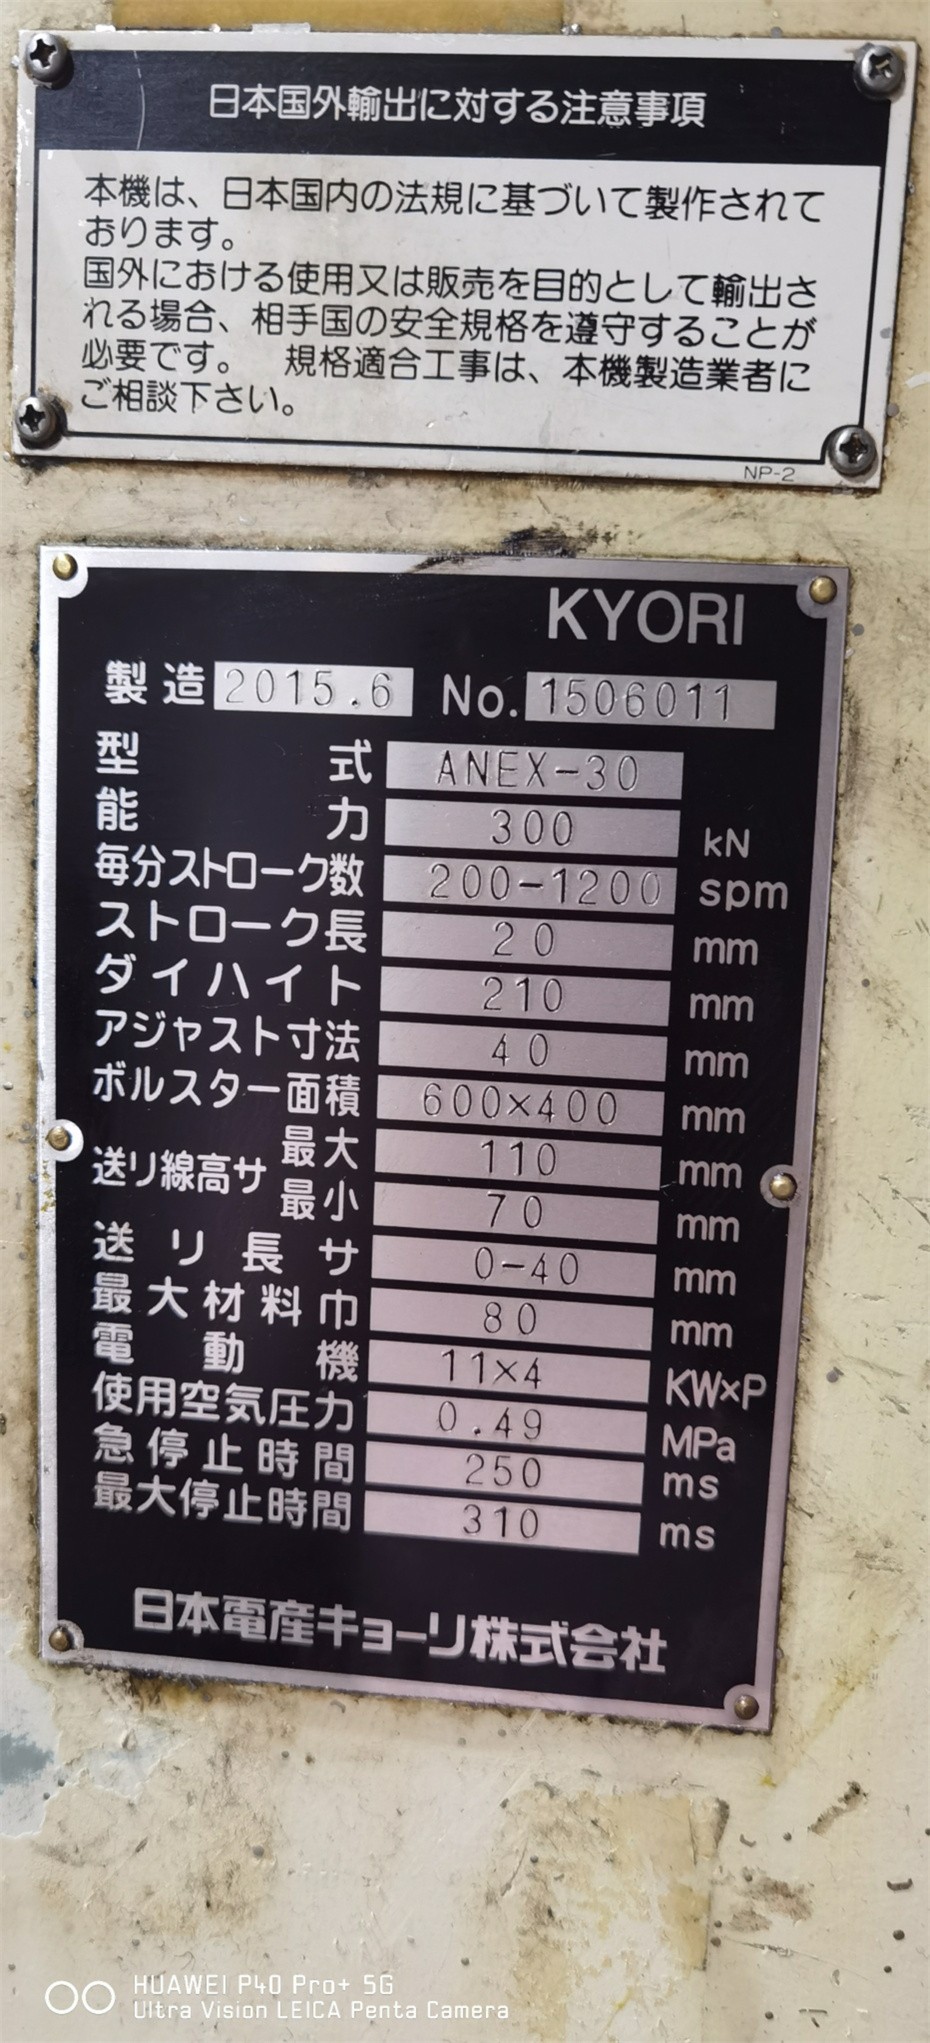 日本国外輸出に対する注意事項
本機は、日本国内の法規に基づいて製作されて
おります。
国外における使用又は販売を目的として輸出さ
れる場合、相手国の安全規格を遵守することが
必要です。 規格適合工事は、本機製造業者に
ご相談下さい。
NP-2
KYORI
製造 2015.6 No. 1506011
型式 ANEX-30
能力 300 kN
毎分ストローク数 200-1200 spm
ストローク長 20 mm
ダイハイト 210 mm
アジャスト寸法 40 mm
ボルスター面積 600×400 mm
送リ線高サ 最大 110 mm
最小 70 mm
送リ長サ 0-40 mm
最大材料巾 80 mm
電動機 11×4 KW×P
使用空気圧力 0.49 MPa
急停止時間 250 ms
最大停止時間 310 ms
日本電産キョーリ株式会社
HUAWEI P40 Pro+ 5G
Ultra Vision LEICA Penta Camera